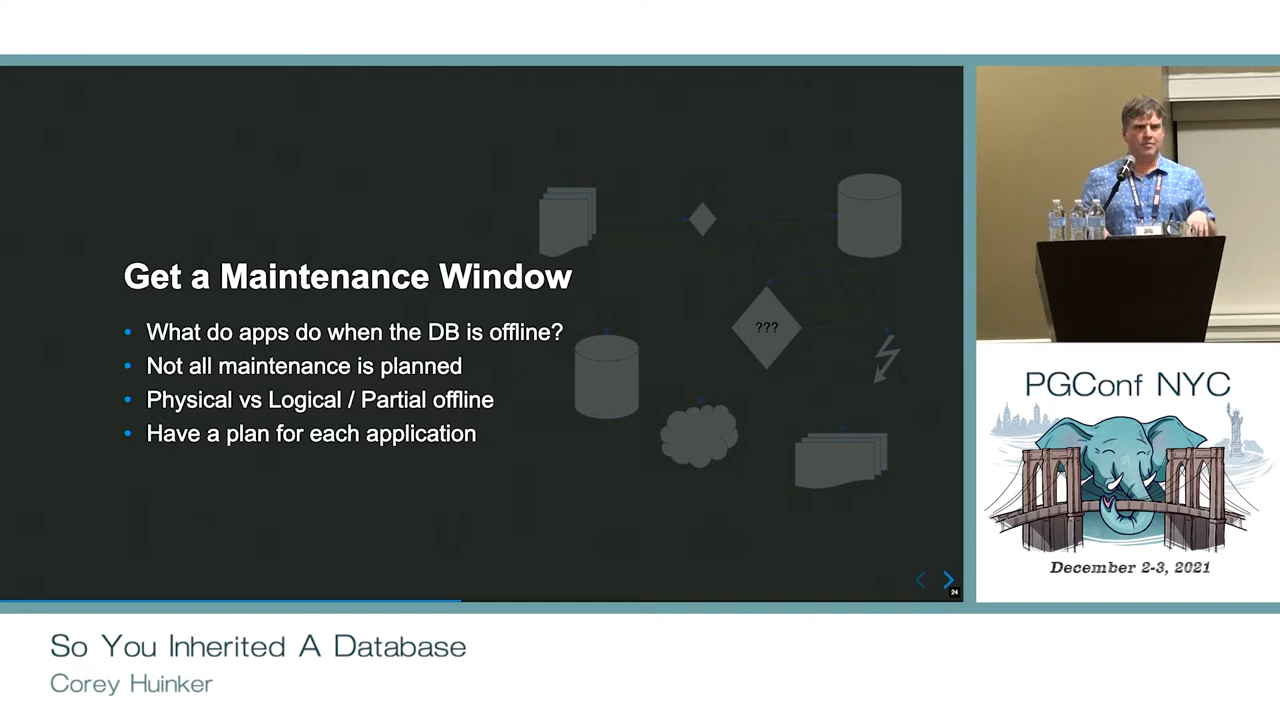 Get a Maintenance Window
• What do apps do when the DB is offline?
• Not all maintenance is planned
• Physical vs Logical / Partial offline
• Have a plan for each application
???
24
PGConf NYC
December 2-3, 2021
So You Inherited A Database
Corey Huinker